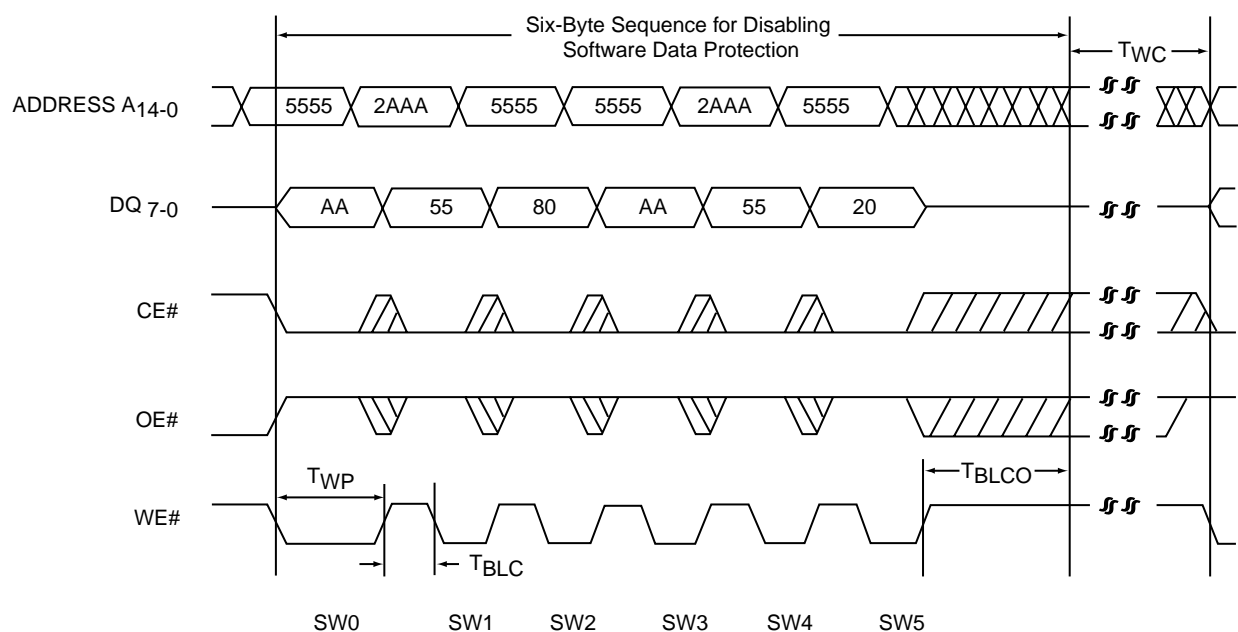 Six-Byte Sequence for Disabling
Software Data Protection
TWC
ADDRESS A14-0
5555 2AAA 5555 5555 2AAA 5555
DQ 7-0
AA 55 80 AA 55 20
CE#
OE#
TWP
TBLCO
WE#
TBLC
SW0 SW1 SW2 SW3 SW4 SW5